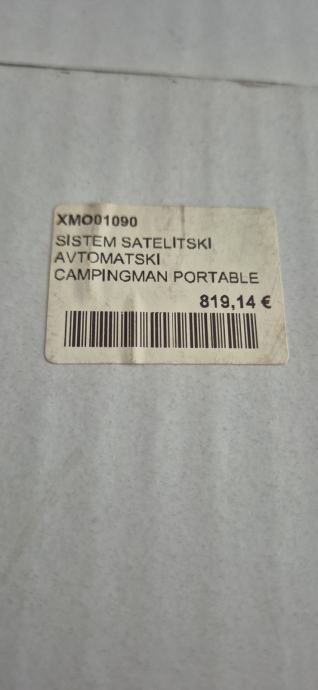 XMO01090
SISTEM SATELITSKI
AVTOMATSKI
CAMPINGMAN PORTABLE
819,14 €